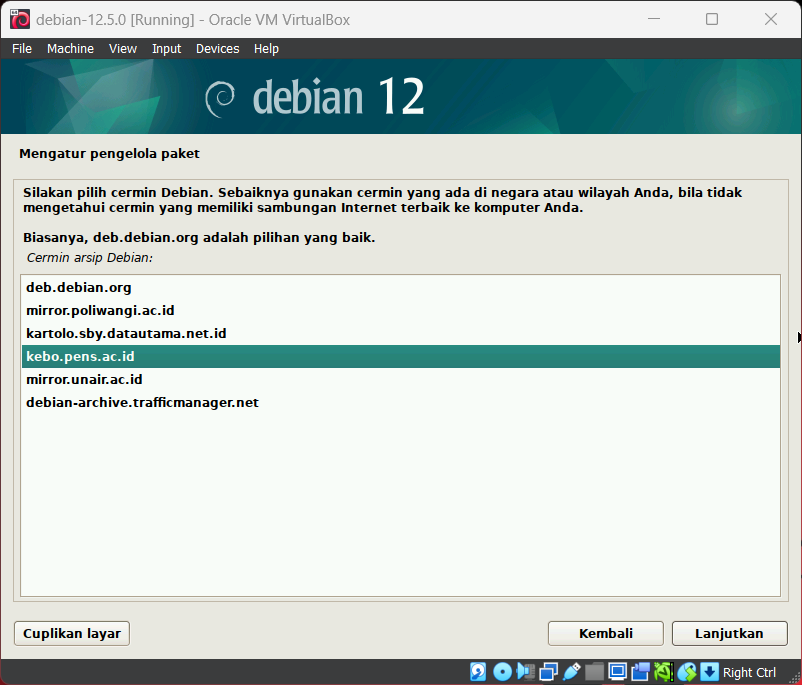 debian-12.5.0 [Running] - Oracle VM VirtualBox
File Machine View Input Devices Help
debian 12
Mengatur pengelola paket
Silakan pilih cermin Debian. Sebaiknya gunakan cermin yang ada di negara atau wilayah Anda, bila tidak
mengetahui cermin yang memiliki sambungan Internet terbaik ke komputer Anda.
Biasanya, deb.debian.org adalah pilihan yang baik.
Cermin arsip Debian:
deb.debian.org
mirror.poliwangi.ac.id
kartolo.sby.datautama.net.id
kebo.pens.ac.id
mirror.unair.ac.id
debian-archive.trafficmanager.net
Cuplikan layar Kembali Lanjutkan
Right Ctrl